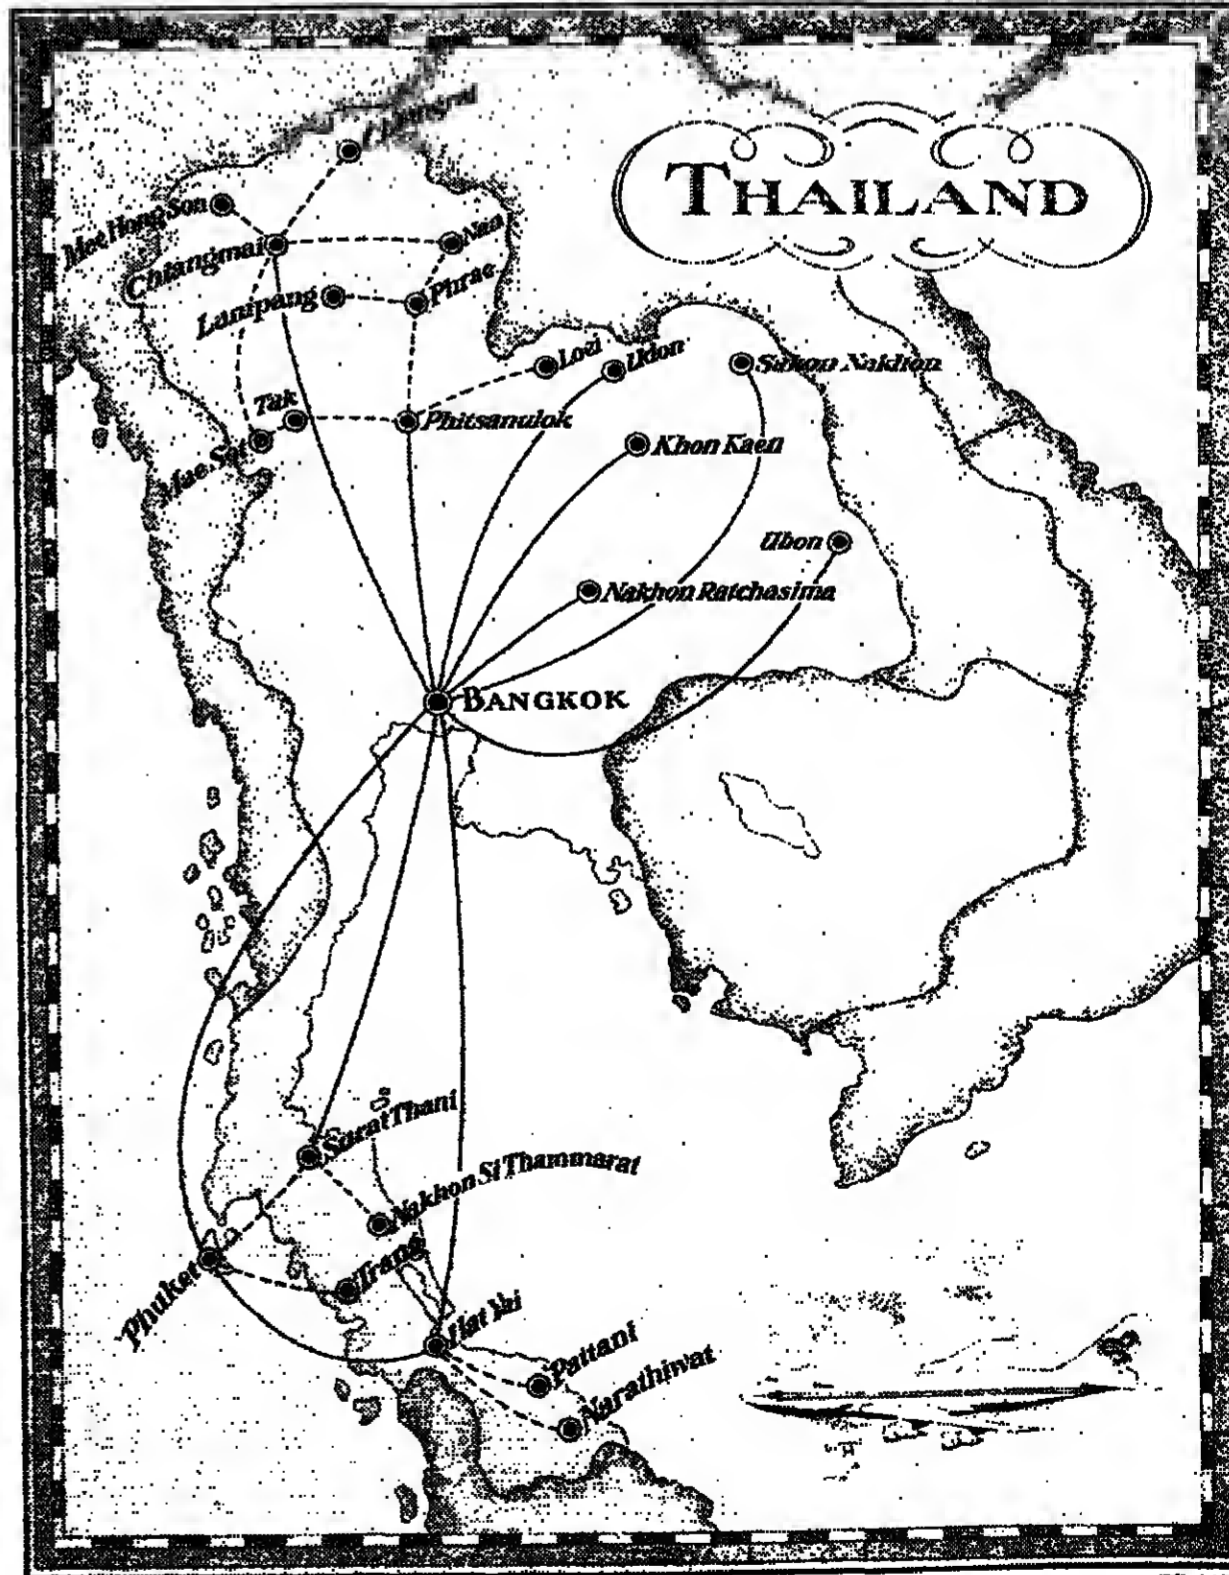 THAILAND
Chiangrai
Mae Hong Son
Chiangmai
Nan
Lampang
Phrae
Loei
Udon
Sakon Nakhon
Tak
Phitsanulok
Mae Sot
Khon Kaen
Ubon
Nakhon Ratchasima
BANGKOK
Surat Thani
Nakhon Si Thammarat
Phuket
Trang
Hat Yai
Pattani
Narathiwat